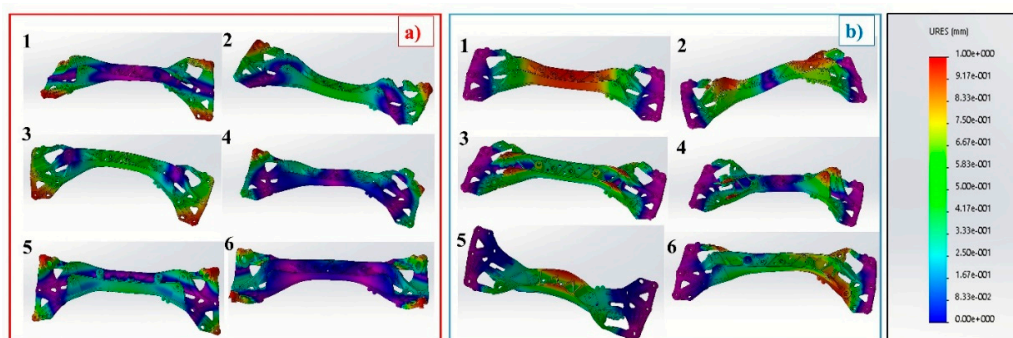 a)
1
2
3
4
5
6
b)
1
2
3
4
5
6
URES (mm)
1.00e+000
9.17e-001
8.33e-001
7.50e-001
6.67e-001
5.83e-001
5.00e-001
4.17e-001
3.33e-001
2.50e-001
1.67e-001
8.33e-002
0.00e+000